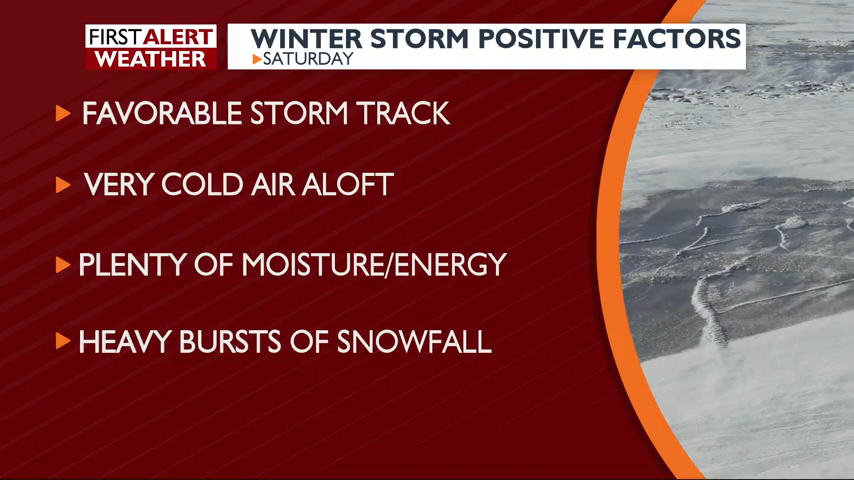 FIRST ALERT
WEATHER
WINTER STORM POSITIVE FACTORS
SATURDAY
FAVORABLE STORM TRACK
VERY COLD AIR ALOFT
PLENTY OF MOISTURE/ENERGY
HEAVY BURSTS OF SNOWFALL